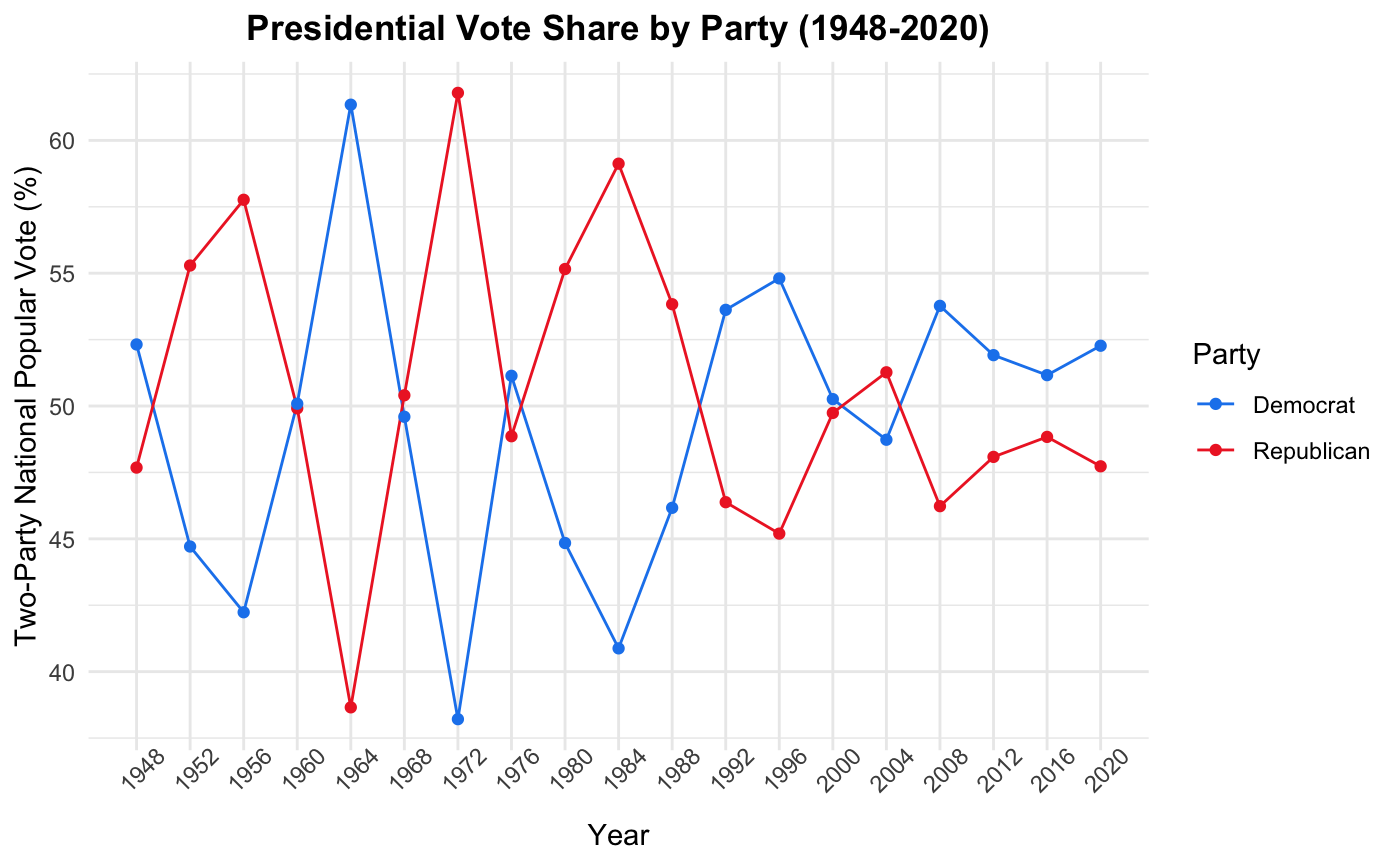 Presidential Vote Share by Party (1948-2020)
Two-Party National Popular Vote (%)
60
55
50
45
40
1948 1952 1956 1960 1964 1968 1972 1976 1980 1984 1988 1992 1996 2000 2004 2008 2012 2016 2020
Year
Party
Democrat
Republican